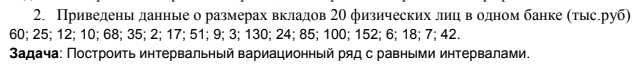 2. Приведены данные о размерах вкладов 20 физических лиц в одном банке (тыс.руб)
60; 25; 12; 10; 68; 35; 2; 17; 51; 9; 3; 130; 24; 85; 100; 152; 6; 18; 7; 42.
Задача: Построить интервальный вариационный ряд с равными интервалами.